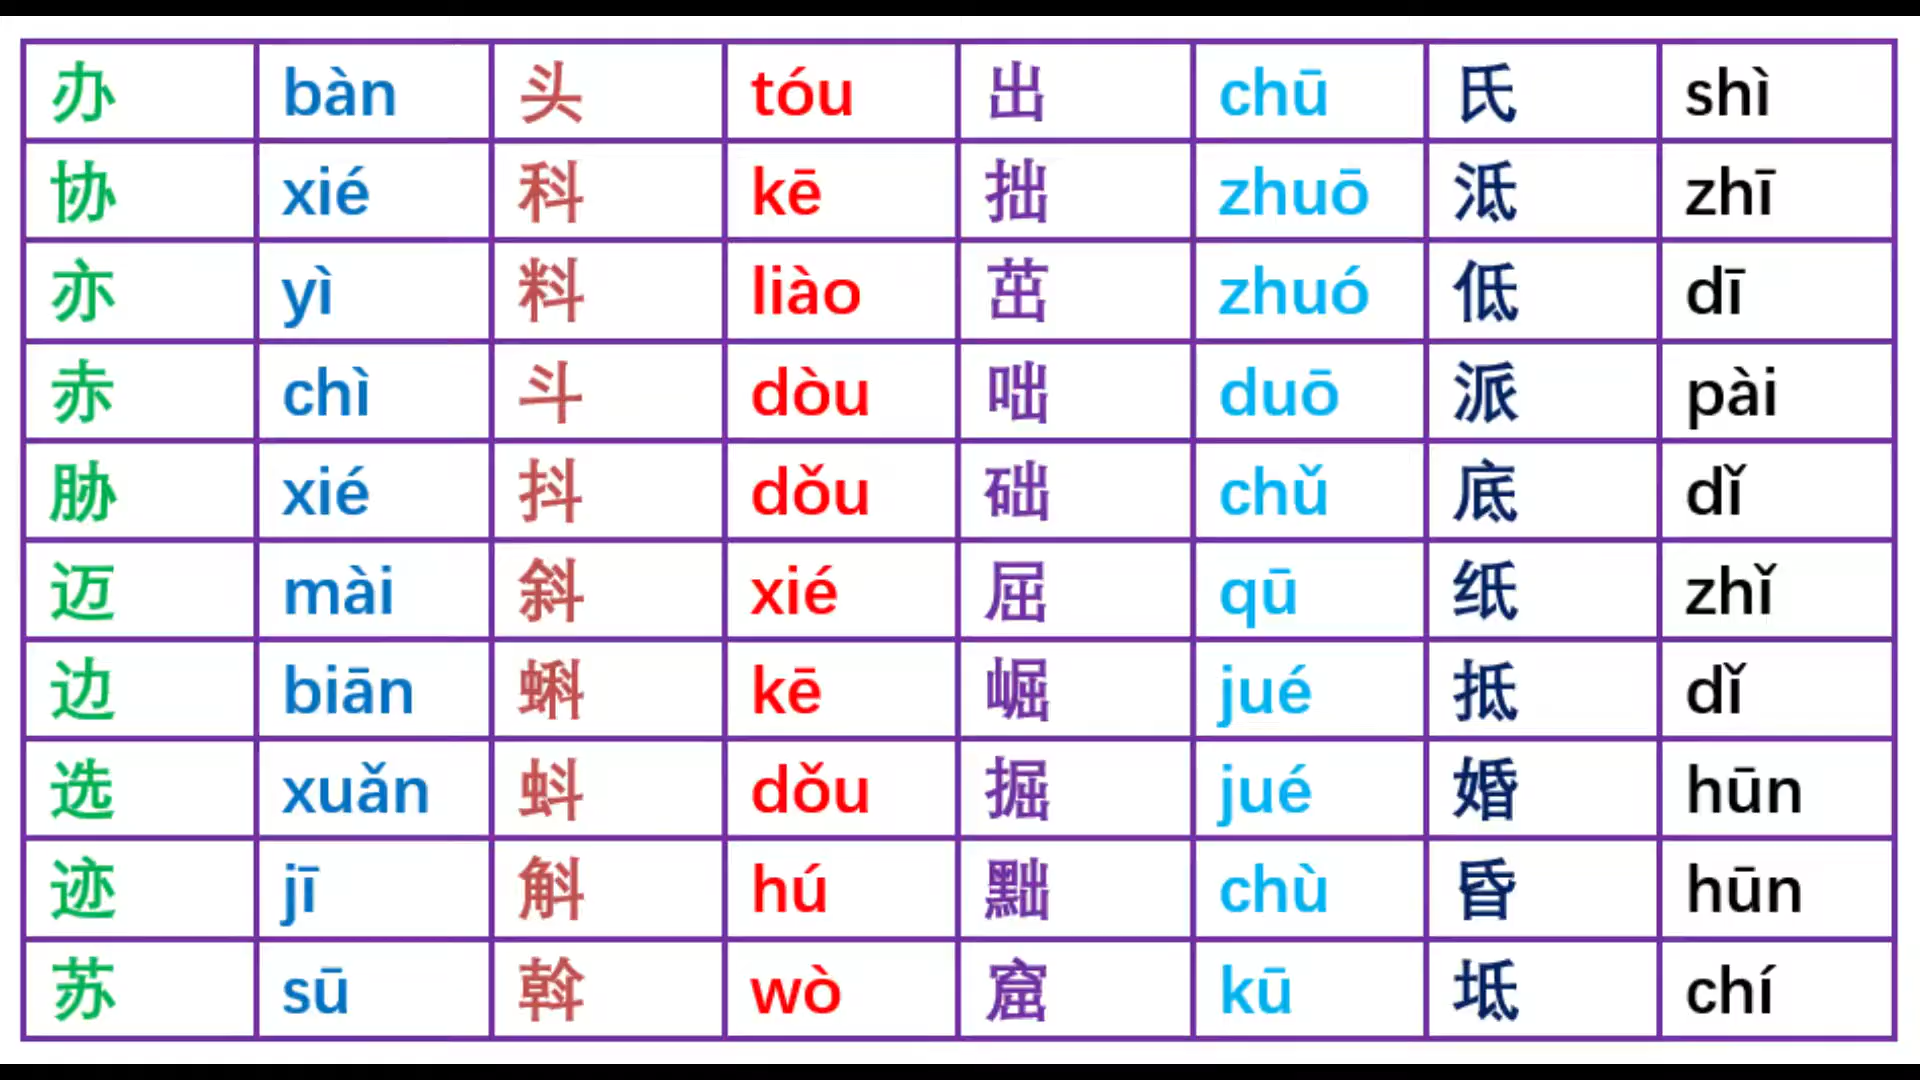 办 bàn 头 tóu 出 chū 氏 shì
协 xié 科 kē 拙 zhuō 泜 zhī
亦 yì 料 liào 茁 zhuó 低 dī
赤 chì 斗 dòu 咄 duō 派 pài
胁 xié 抖 dǒu 础 chǔ 底 dǐ
迈 mài 斜 xié 屈 qū 纸 zhǐ
边 biān 蝌 kē 崛 jué 抵 dǐ
选 xuǎn 蚪 dǒu 掘 jué 婚 hūn
迹 jī 斛 hú 黜 chù 昏 hūn
苏 sū 斡 wò 窟 kū 坻 chí